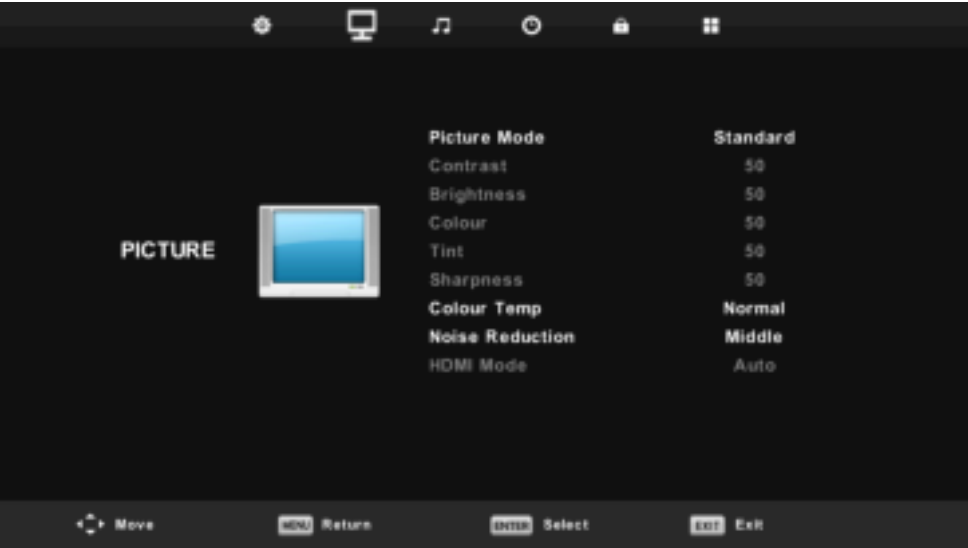 Picture Mode Standard
Contrast 50
Brightness 50
Colour 50
PICTURE
Tint 50
Sharpness 50
Colour Temp Normal
Noise Reduction Middle
HDMI Mode Auto
Move MENU Return ENTER Select EXIT Exit